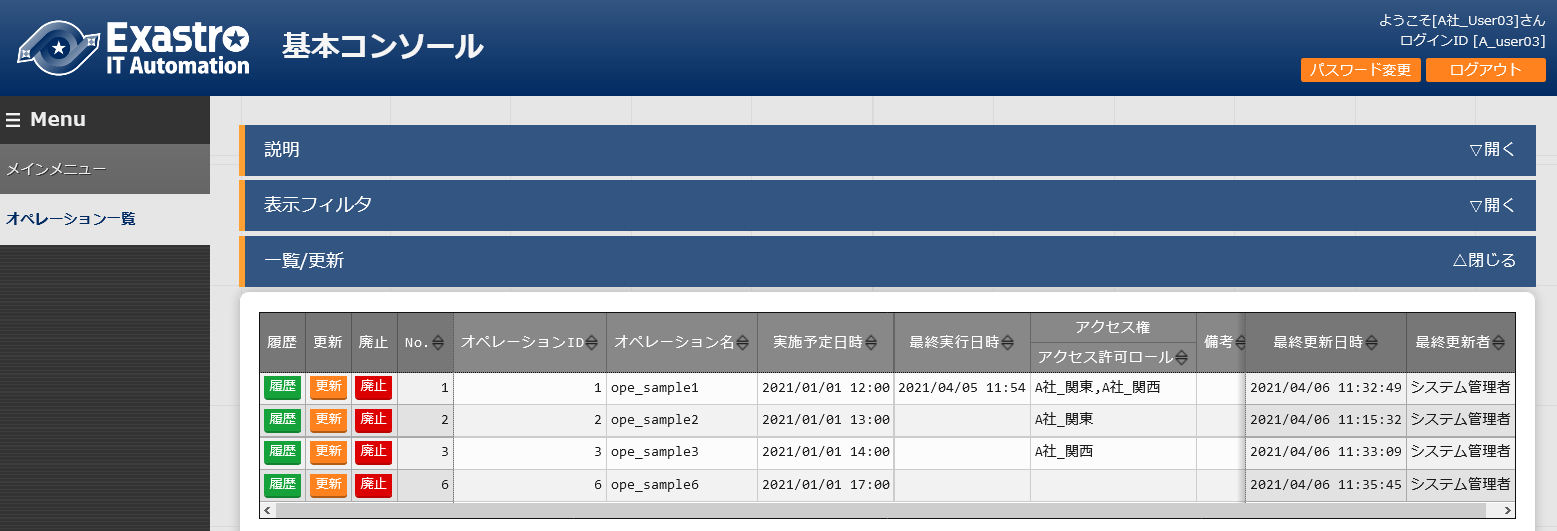 Exastro
IT Automation
基本コンソール
ようこそ[A社_User03]さん
ログインID [A_user03]
パスワード変更 ログアウト
Menu
メインメニュー
オペレーション一覧
説明 ▽開く
表示フィルタ ▽開く
一覧/更新 △閉じる
履歴 更新 廃止 No. オペレーションID オペレーション名 実施予定日時 最終実行日時 アクセス権 備考 最終更新日時 最終更新者
アクセス許可ロール
履歴 更新 廃止 1 1 ope_sample1 2021/01/01 12:00 2021/04/05 11:54 A社_関東,A社_関西 2021/04/06 11:32:49 システム管理者
履歴 更新 廃止 2 2 ope_sample2 2021/01/01 13:00 A社_関東 2021/04/06 11:15:32 システム管理者
履歴 更新 廃止 3 3 ope_sample3 2021/01/01 14:00 A社_関西 2021/04/06 11:33:09 システム管理者
履歴 更新 廃止 6 6 ope_sample6 2021/01/01 17:00 2021/04/06 11:35:45 システム管理者